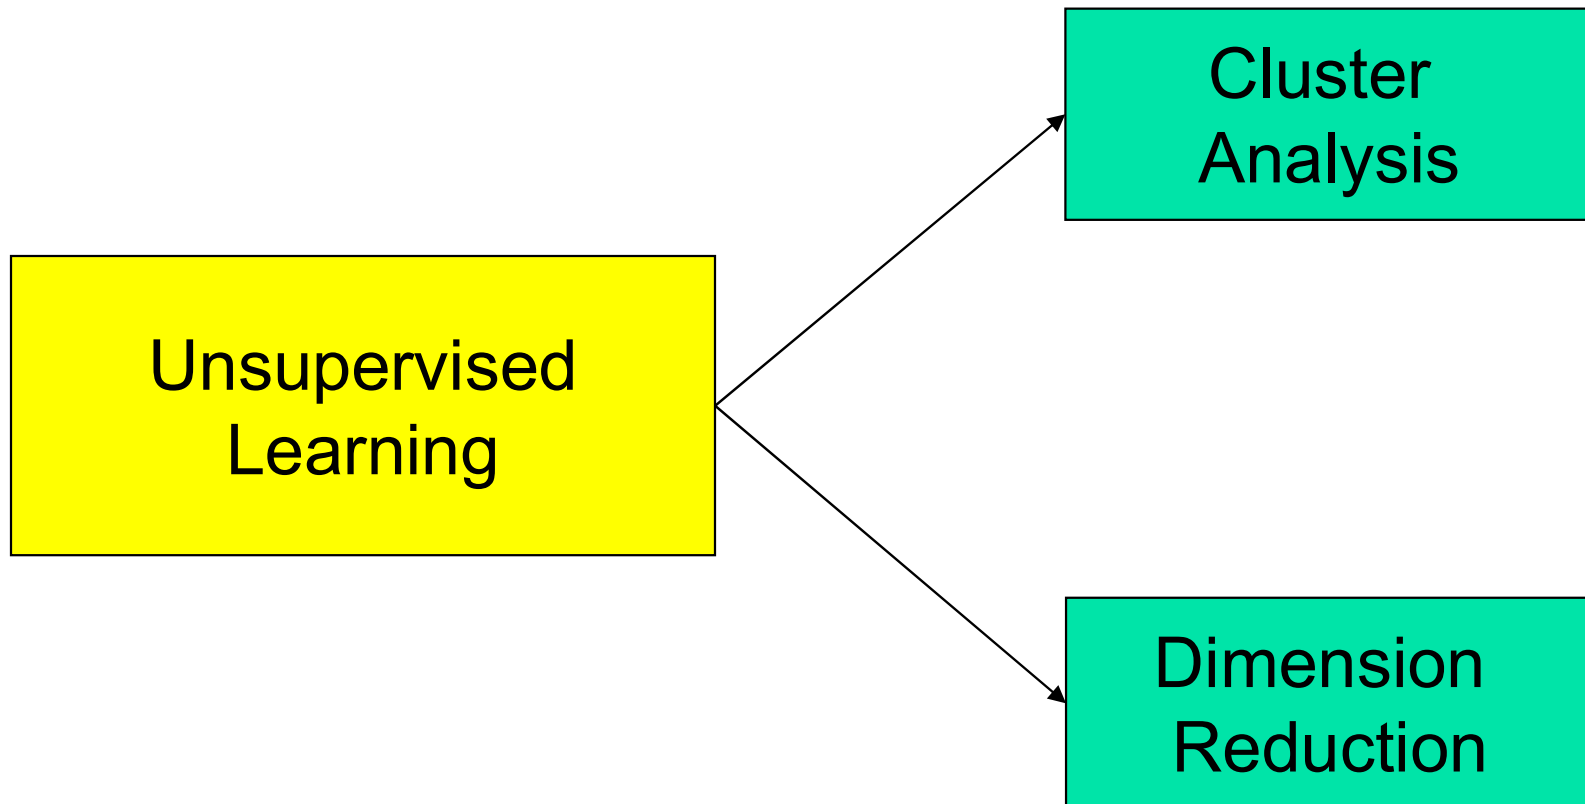 Cluster
Analysis
Unsupervised
Learning
Dimension
Reduction